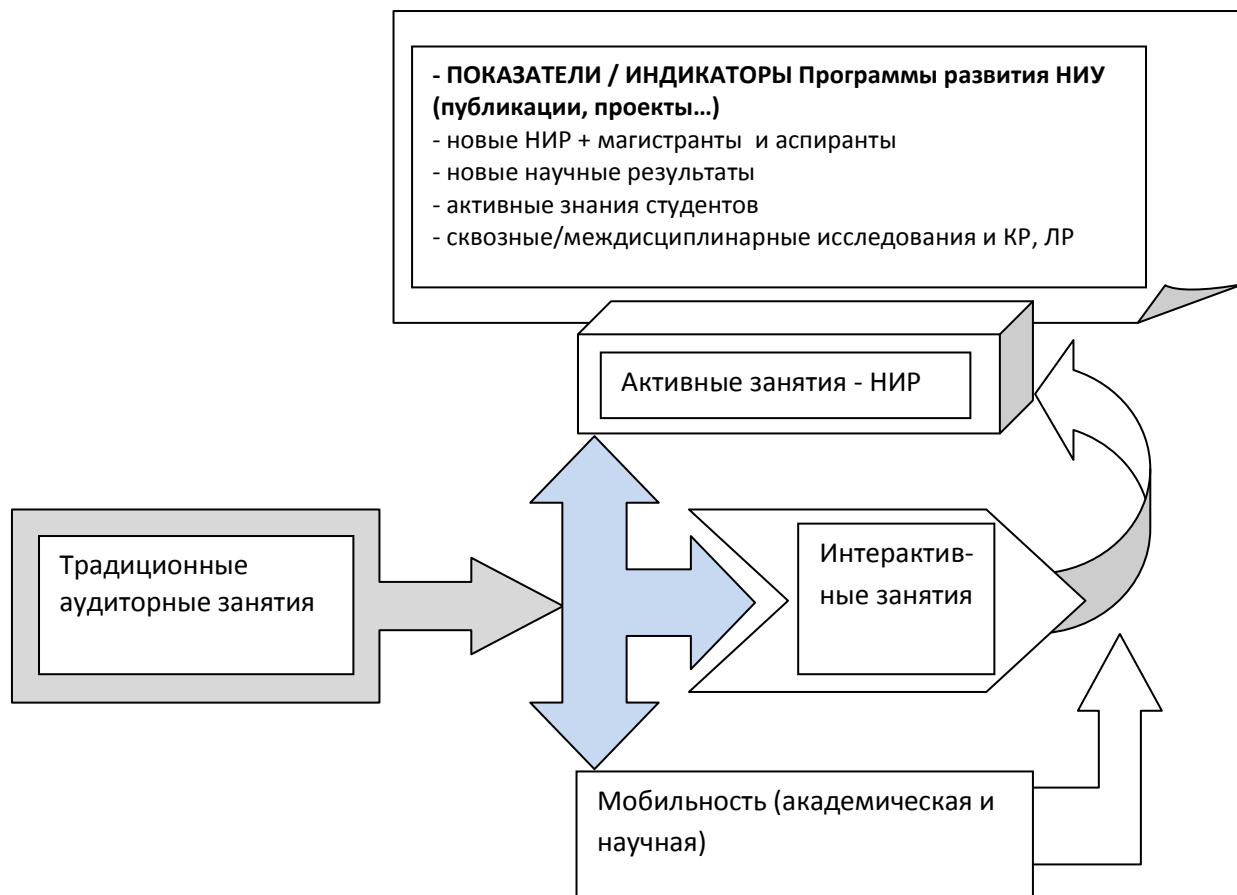 - ПОКАЗАТЕЛИ / ИНДИКАТОРЫ Программы развития НИУ
(публикации, проекты…)
- новые НИР + магистранты и аспиранты
- новые научные результаты
- активные знания студентов
- сквозные/междисциплинарные исследования и КР, ЛР
Активные занятия - НИР
Традиционные
аудиторные занятия
Интерактив-
ные занятия
Мобильность (академическая и
научная)